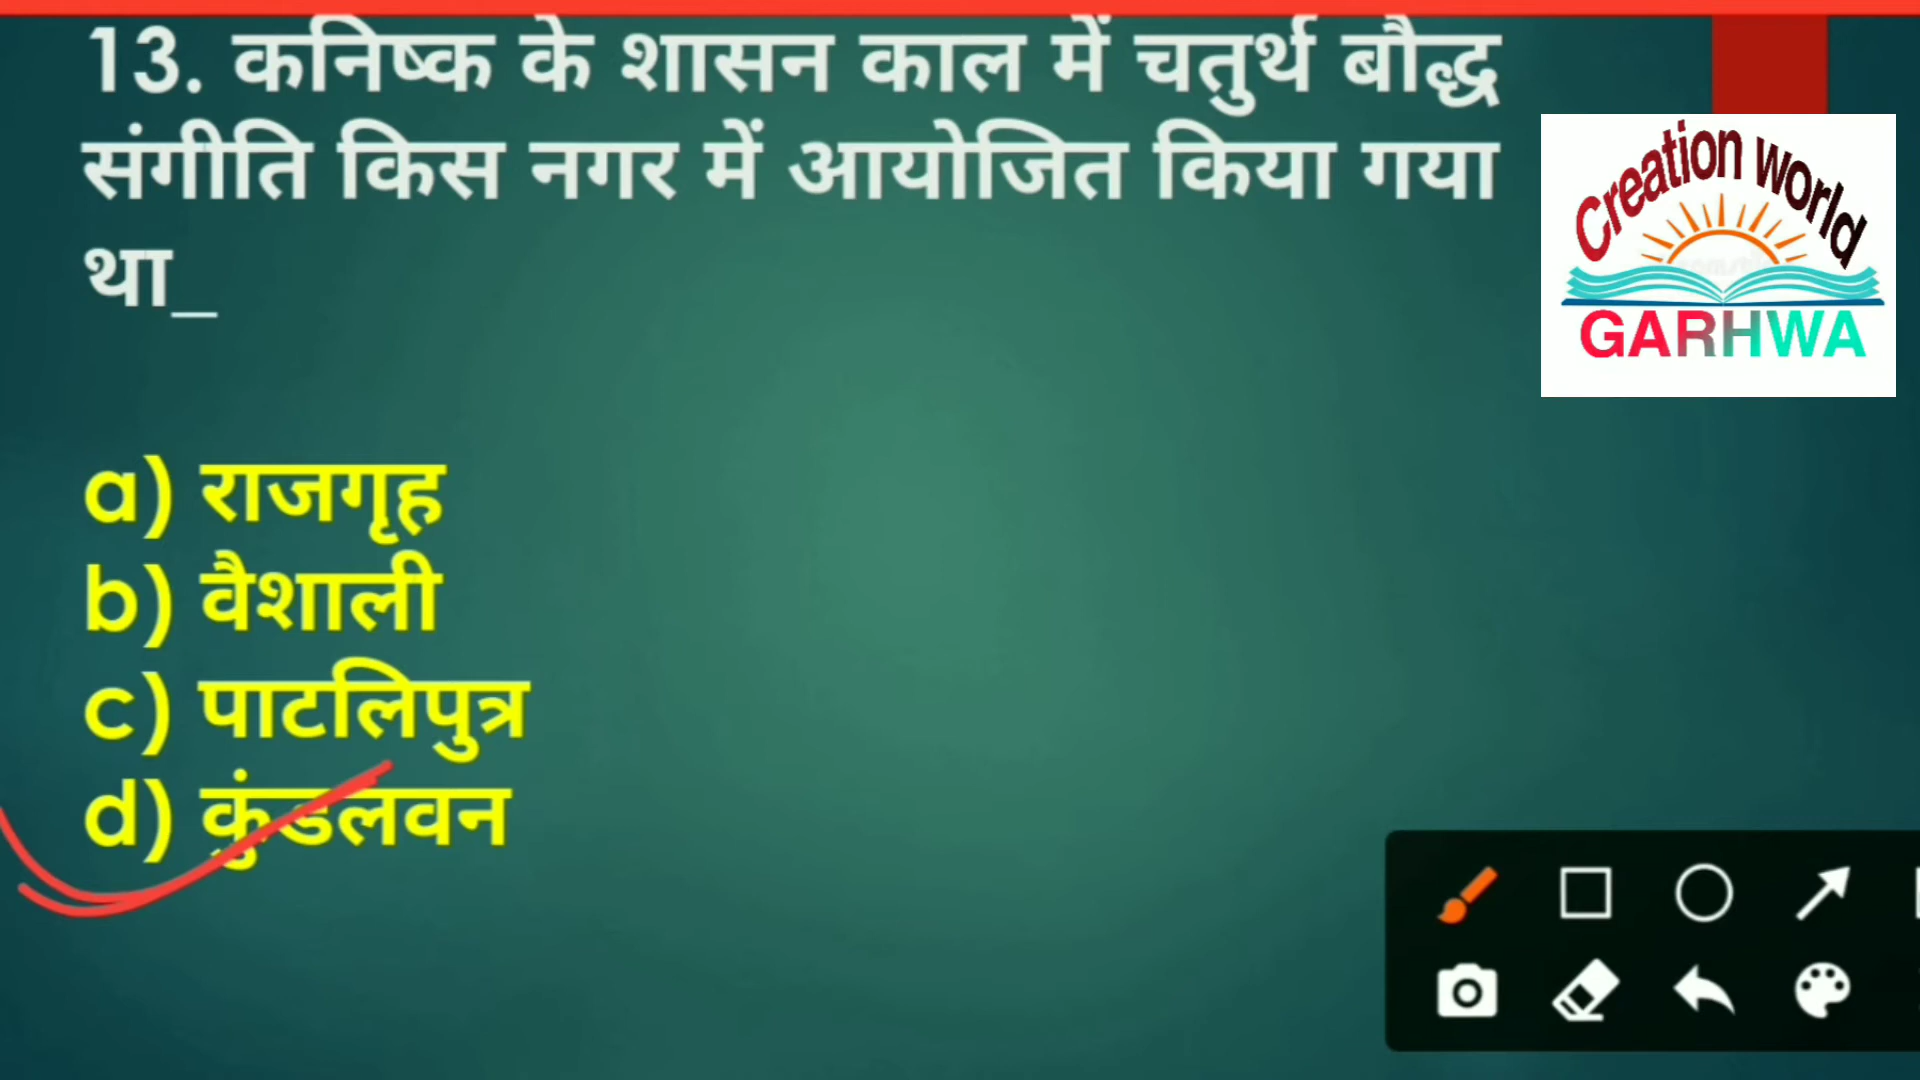 13. कनिष्क के शासन काल में चतुर्थ बौद्ध
संगीति किस नगर में आयोजित किया गया
था_
Creation world
GARHWA
a) राजगृह
b) वैशाली
c) पाटलिपुत्र
d) कुंडलवन